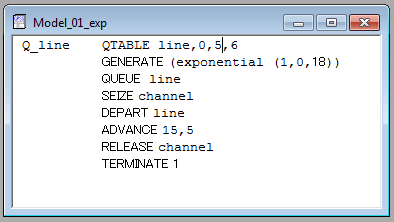 Model_01_exp
Q_line QTABLE line,0,5,6
GENERATE (exponential (1,0,18))
QUEUE line
SEIZE channel
DEPART line
ADVANCE 15,5
RELEASE channel
TERMINATE 1